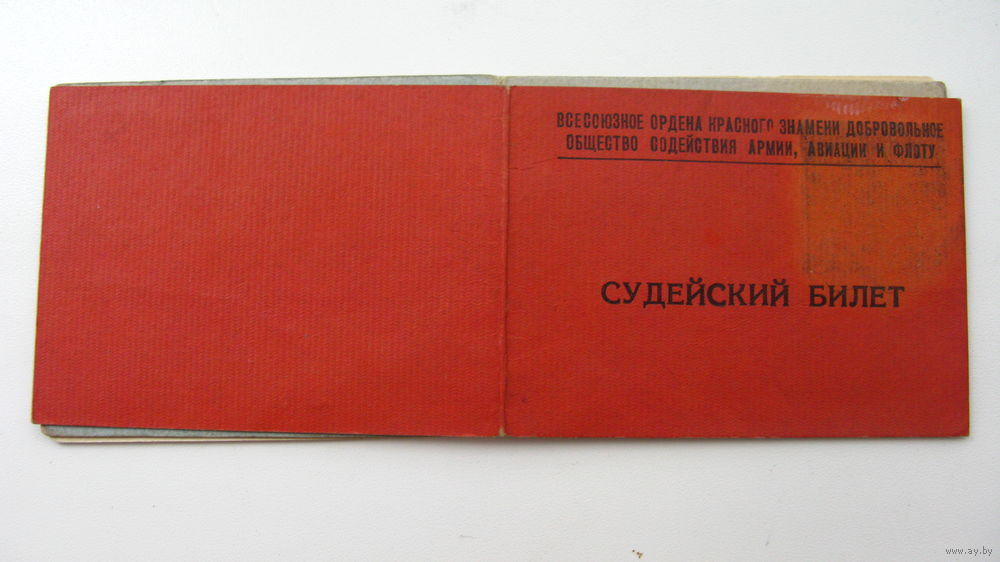 ВСЕСОЮЗНОЕ ОРДЕНА КРАСНОГО ЗНАМЕНИ ДОБРОВОЛЬНОЕ
ОБЩЕСТВО СОДЕЙСТВИЯ АРМИИ, АВИАЦИИ И ФЛОТУ
СУДЕЙСКИЙ БИЛЕТ
www.ay.by